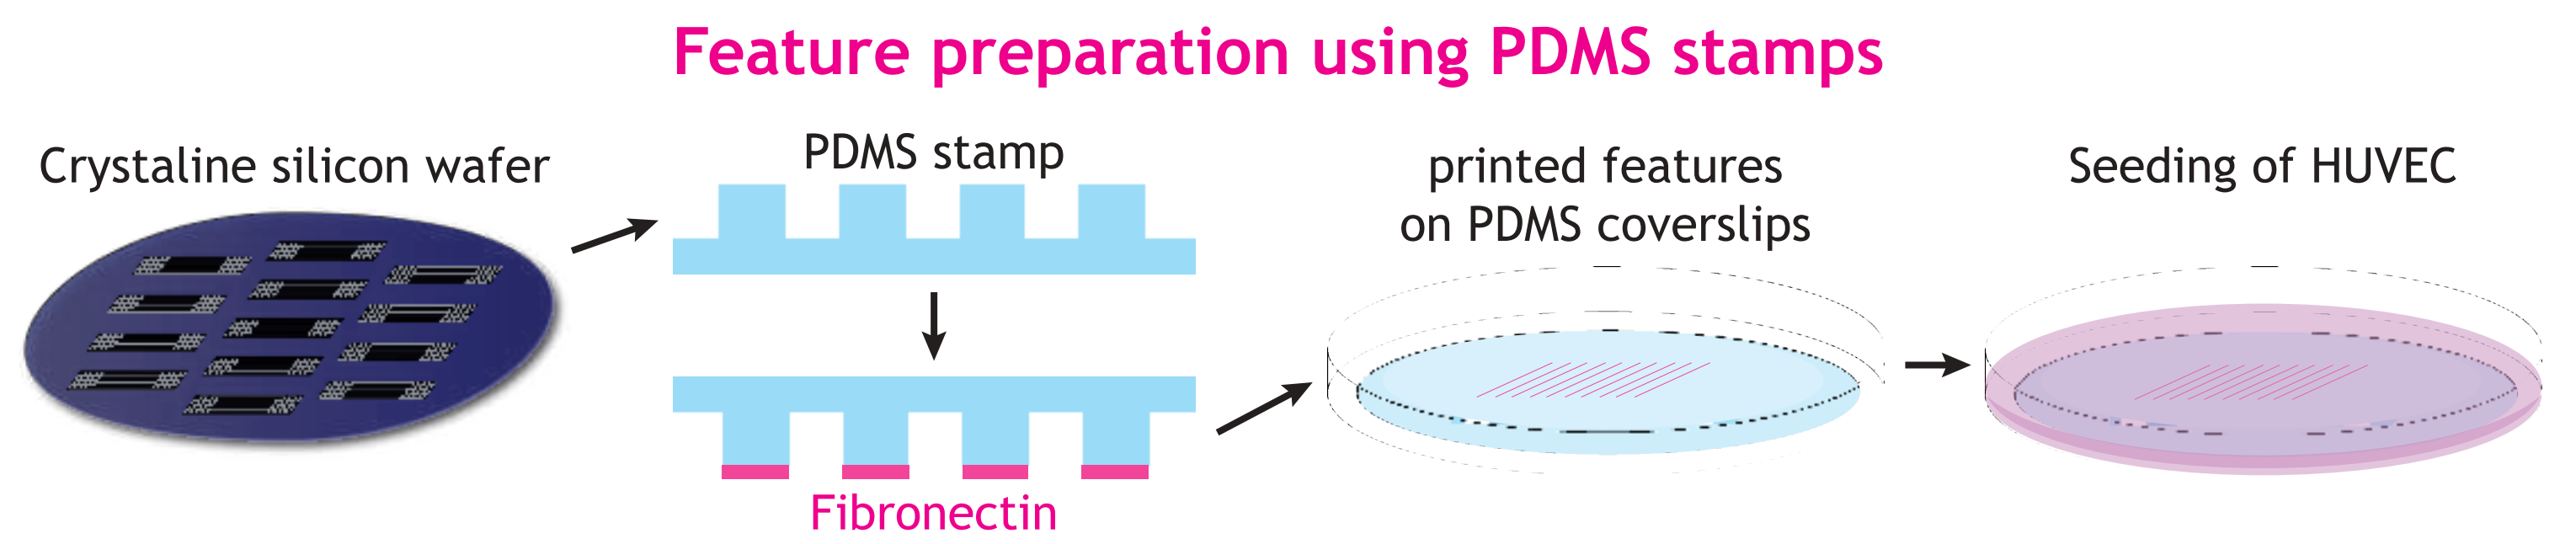 Feature preparation using PDMS stamps
Crystaline silicon wafer
PDMS stamp
Fibronectin
printed features
on PDMS coverslips
Seeding of HUVEC